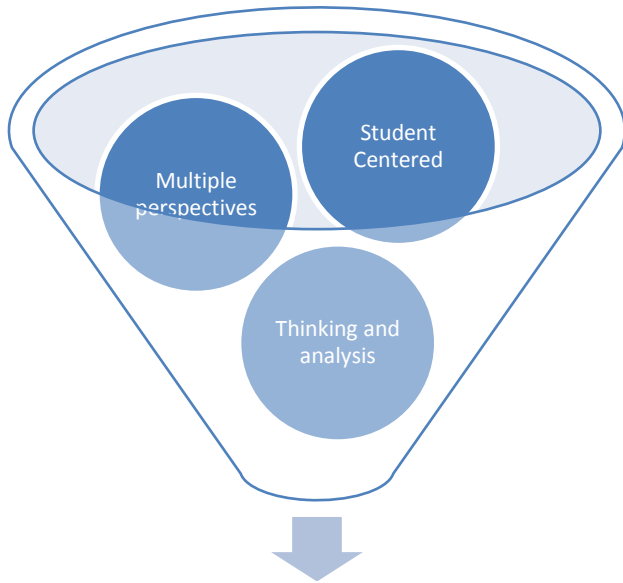 Student
Centered
Multiple
perspectives
Thinking and
analysis